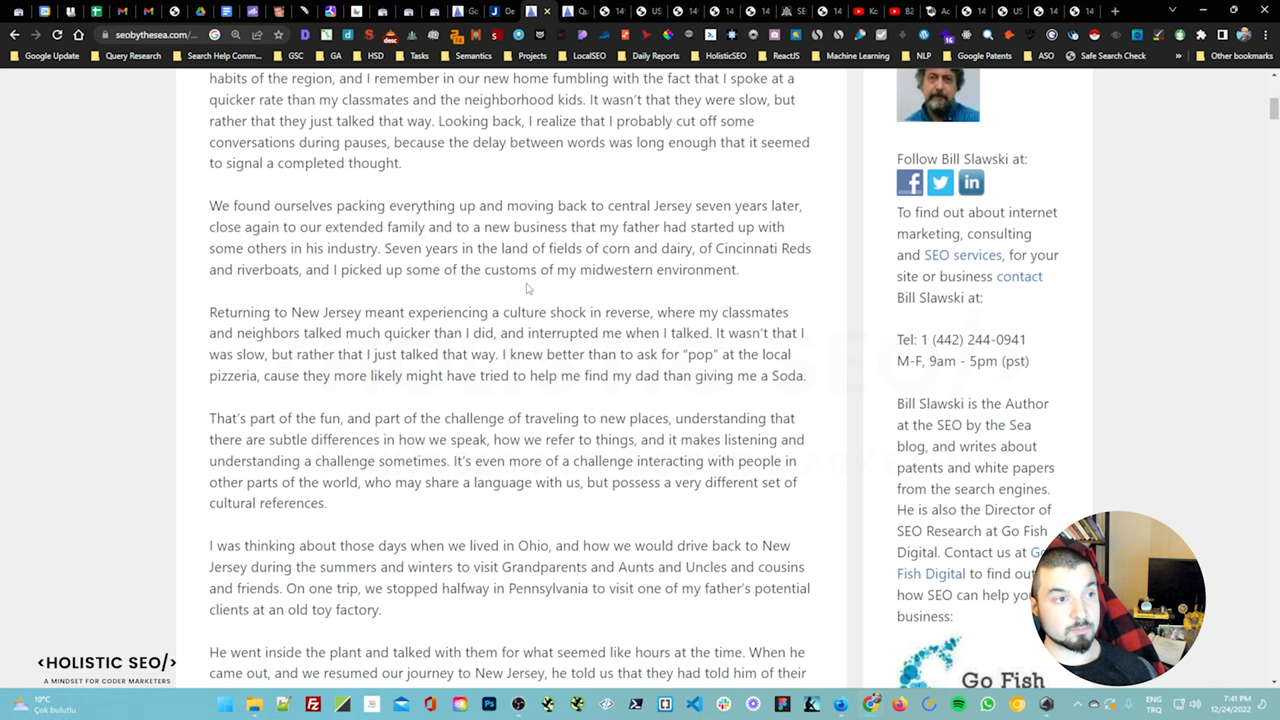 Go
De
Qu
14
US
14
14
14
SE
14
Ko
B2
Ac
14
US
14
14
seobythesea.com/...
Google Update
Query Research
Search Help Comm...
GSC
GA
HSD
Tasks
Semantics
Projects
LocalSEO
Daily Reports
HolisticSEO
ReactJS
Machine Learning
NLP
Google Patents
ASO
Safe Search Check
Other bookmarks
habits of the region, and I remember in our new home fumbling with the fact that I spoke at a
quicker rate than my classmates and the neighborhood kids. It wasn't that they were slow, but
rather that they just talked that way. Looking back, I realize that I probably cut off some
conversations during pauses, because the delay between words was long enough that it seemed
to signal a completed thought.
We found ourselves packing everything up and moving back to central Jersey seven years later,
close again to our extended family and to a new business that my father had started up with
some others in his industry. Seven years in the land of fields of corn and dairy, of Cincinnati Reds
and riverboats, and I picked up some of the customs of my midwestern environment.
Returning to New Jersey meant experiencing a culture shock in reverse, where my classmates
and neighbors talked much quicker than I did, and interrupted me when I talked. It wasn't that I
was slow, but rather that I just talked that way. I knew better than to ask for "pop" at the local
pizzeria, cause they more likely might have tried to help me find my dad than giving me a Soda.
That's part of the fun, and part of the challenge of traveling to new places, understanding that
there are subtle differences in how we speak, how we refer to things, and it makes listening and
understanding a challenge sometimes. It's even more of a challenge interacting with people in
other parts of the world, who may share a language with us, but possess a very different set of
cultural references.
I was thinking about those days when we lived in Ohio, and how we would drive back to New
Jersey during the summers and winters to visit Grandparents and Aunts and Uncles and cousins
and friends. On one trip, we stopped halfway in Pennsylvania to visit one of my father's potential
clients at an old toy factory.
He went inside the plant and talked with them for what seemed like hours at the time. When he
came out, and we resumed our journey to New Jersey, he told us that they had told him of their
Follow Bill Slawski at:
To find out about internet
marketing, consulting
and SEO services, for your
site or business contact
Bill Slawski at:
Tel: 1 (442) 244-0941
M-F, 9am - 5pm (pst)
Bill Slawski is the Author
at the SEO by the Sea
blog, and writes about
patents and white papers
from the search engines.
He is also the Director of
SEO Research at Go Fish
Digital. Contact us at Go
Fish Digital to find out
how SEO can help yo
business:
Go Fish
<HOLISTIC SEO/>
A MINDSET FOR CODER MARKETERS
10°C
Çok bulutlu
ENG
TRQ
7:41 PM
12/24/2022